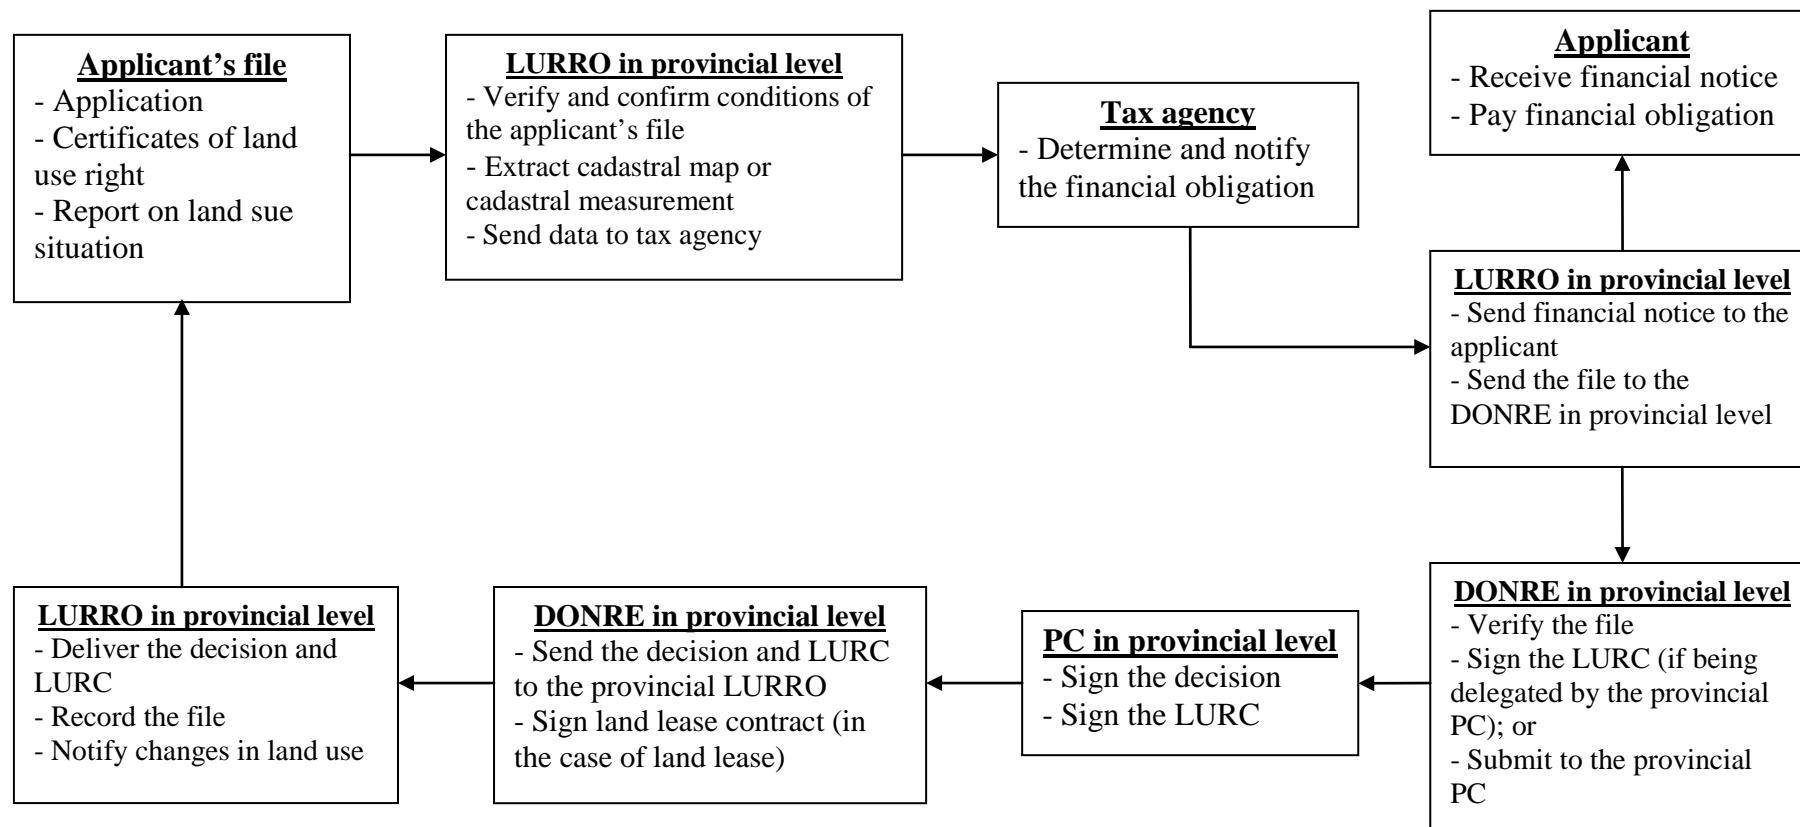 Applicant’s file
- Application
- Certificates of land
use right
- Report on land sue
situation
LURRO in provincial level
- Verify and confirm conditions of
the applicant’s file
- Extract cadastral map or
cadastral measurement
- Send data to tax agency
Tax agency
- Determine and notify
the financial obligation
Applicant
- Receive financial notice
- Pay financial obligation
LURRO in provincial level
- Send financial notice to the
applicant
- Send the file to the
DONRE in provincial level
DONRE in provincial level
- Verify the file
- Sign the LURC (if being
delegated by the provincial
PC); or
- Submit to the provincial
PC
PC in provincial level
- Sign the decision
- Sign the LURC
DONRE in provincial level
- Send the decision and LURC
to the provincial LURRO
- Sign land lease contract (in
the case of land lease)
LURRO in provincial level
- Deliver the decision and
LURC
- Record the file
- Notify changes in land use